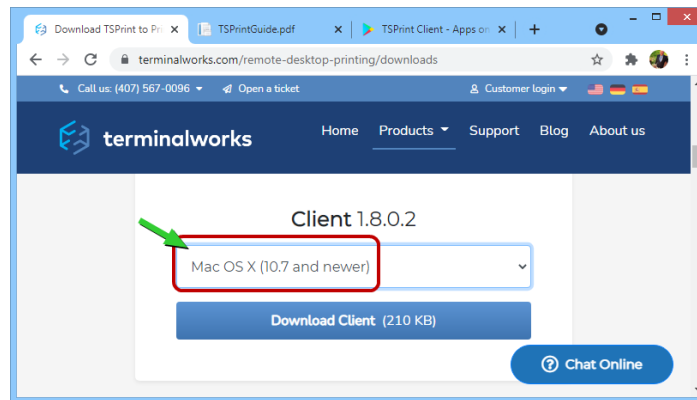 Download TSPrint to Pri
TSPrintGuide.pdf
TSPrint Client - Apps on
terminalworks.com/remote-desktop-printing/downloads
Call us: (407) 567-0096
Open a ticket
Customer login
terminalworks
Home
Products
Support
Blog
About us
Client 1.8.0.2
Mac OS X (10.7 and newer)
Download Client (210 KB)
Chat Online